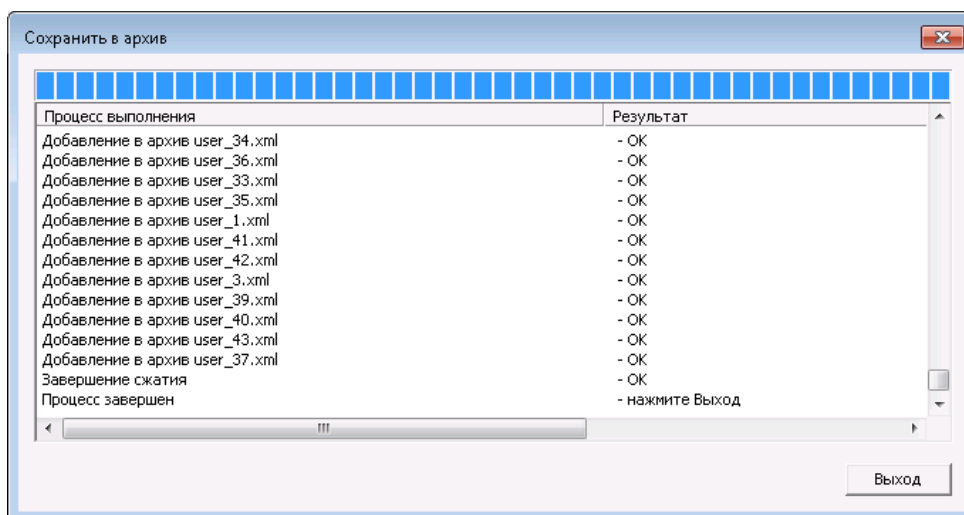 Сохранить в архив
Процесс выполнения Результат
Добавление в архив user_34.xml - OK
Добавление в архив user_36.xml - OK
Добавление в архив user_33.xml - OK
Добавление в архив user_35.xml - OK
Добавление в архив user_1.xml - OK
Добавление в архив user_41.xml - OK
Добавление в архив user_42.xml - OK
Добавление в архив user_3.xml - OK
Добавление в архив user_39.xml - OK
Добавление в архив user_40.xml - OK
Добавление в архив user_43.xml - OK
Добавление в архив user_37.xml - OK
Завершение сжатия - OK
Процесс завершен - нажмите Выход
Выход